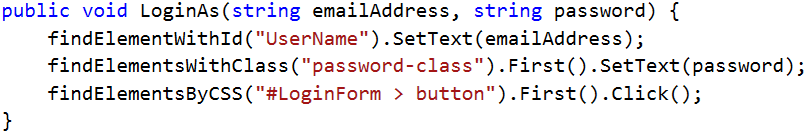 public void LoginAs(string emailAddress, string password) {
    findElementWithId("UserName").SetText(emailAddress);
    findElementsWithClass("password-class").First().SetText(password);
    findElementsByCSS("#LoginForm > button").First().Click();
}